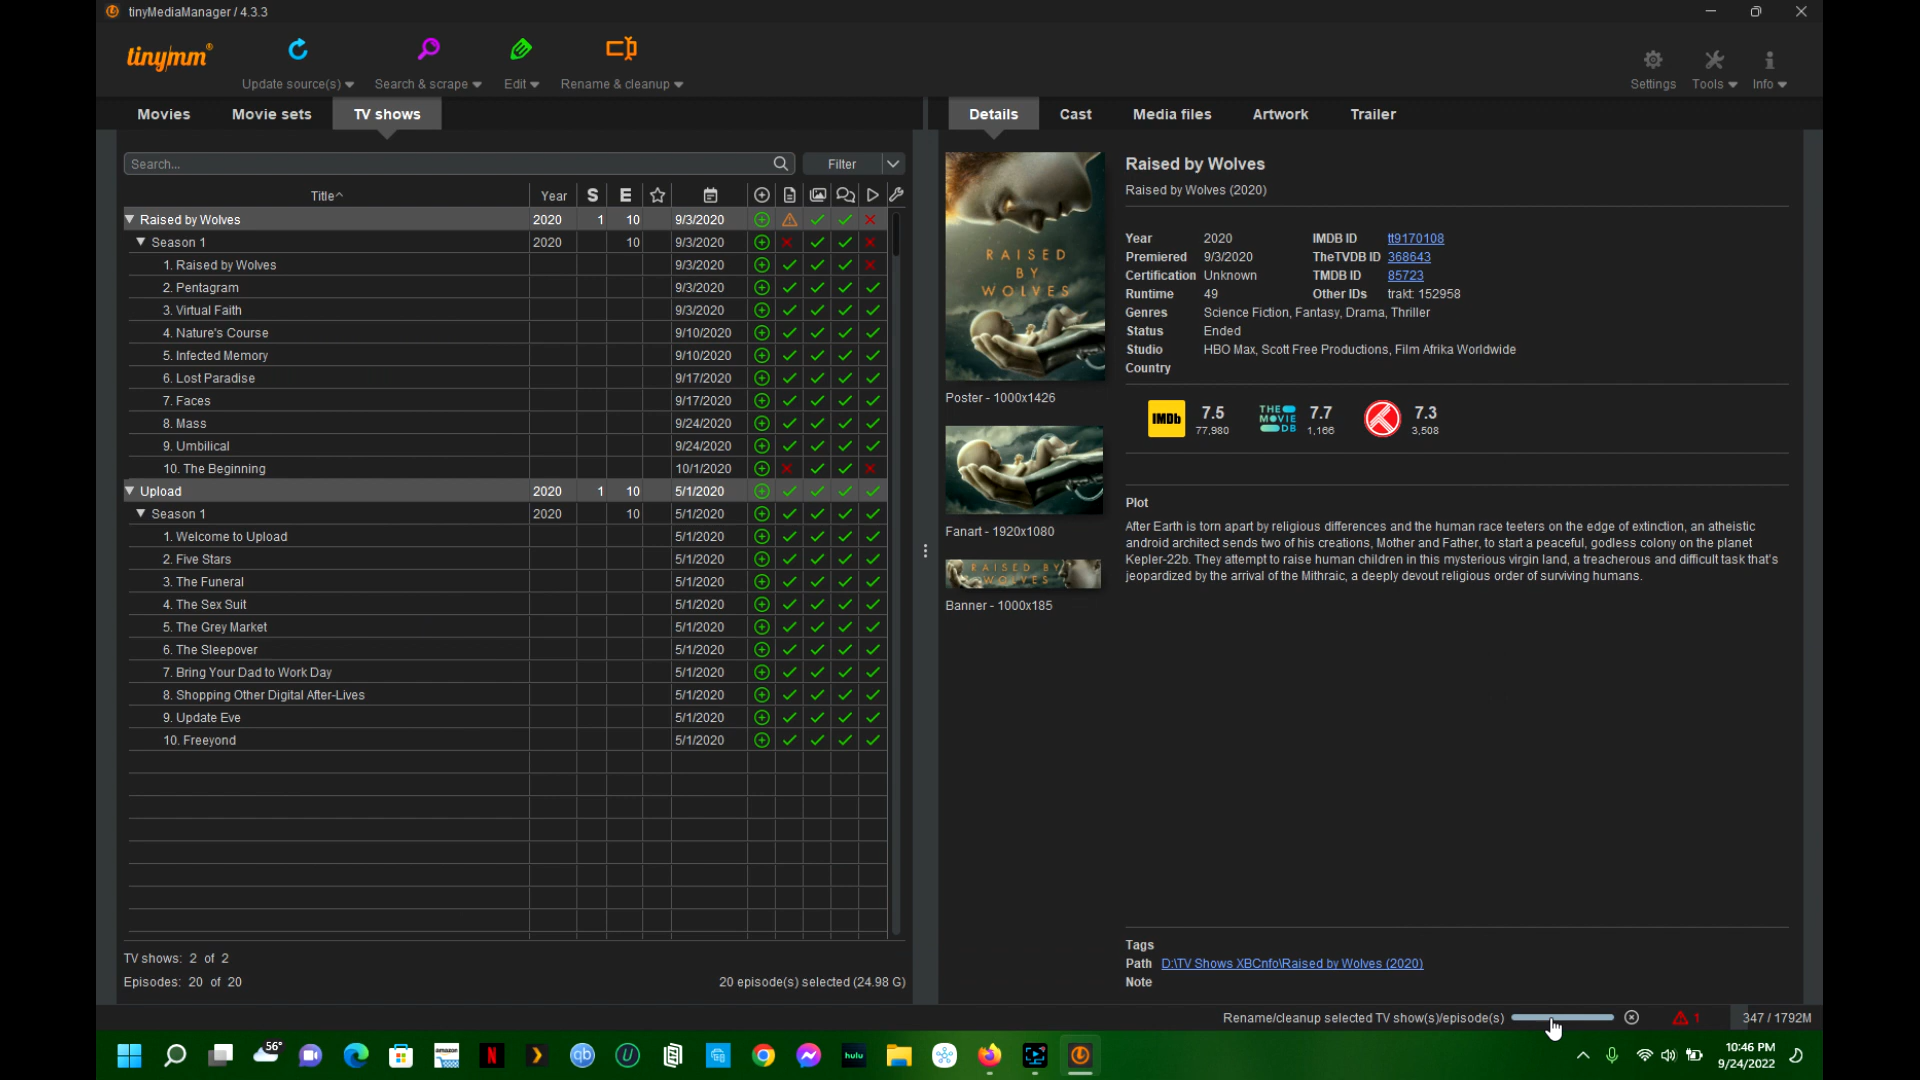 tinyMediaManager / 4.3.3
tinymm
Update source(s)
Search & scrape
Edit
Rename & cleanup
Settings
Tools
Info
Movies
Movie sets
TV shows
Details
Cast
Media files
Artwork
Trailer
Search...
Filter
Title
Year
S
E
Raised by Wolves 2020 1 10 9/3/2020
Season 1 2020 10 9/3/2020
1. Raised by Wolves 9/3/2020
2. Pentagram 9/3/2020
3. Virtual Faith 9/3/2020
4. Nature's Course 9/10/2020
5. Infected Memory 9/10/2020
6. Lost Paradise 9/17/2020
7. Faces 9/17/2020
8. Mass 9/24/2020
9. Umbilical 9/24/2020
10. The Beginning 10/1/2020
Upload 2020 1 10 5/1/2020
Season 1 2020 10 5/1/2020
1. Welcome to Upload 5/1/2020
2. Five Stars 5/1/2020
3. The Funeral 5/1/2020
4. The Sex Suit 5/1/2020
5. The Grey Market 5/1/2020
6. The Sleepover 5/1/2020
7. Bring Your Dad to Work Day 5/1/2020
8. Shopping Other Digital After-Lives 5/1/2020
9. Update Eve 5/1/2020
10. Freeyond 5/1/2020
TV shows: 2 of 2
Episodes: 20 of 20
20 episode(s) selected (24.98 G)
RAISED
BY
WOLVES
Poster - 1000x1426
Fanart - 1920x1080
RAISED BY
WOLVES
Banner - 1000x185
Raised by Wolves
Raised by Wolves (2020)
Year 2020 IMDB ID tt9170108
Premiered 9/3/2020 TheTVDB ID 368643
Certification Unknown TMDB ID 85723
Runtime 49 Other IDs trakt: 152958
Genres Science Fiction, Fantasy, Drama, Thriller
Status Ended
Studio HBO Max, Scott Free Productions, Film Afrika Worldwide
Country
IMDb 7.5 77,980
THE MOVIE DB 7.7 1,166
7.3 3,508
Plot
After Earth is torn apart by religious differences and the human race teeters on the edge of extinction, an atheistic
android architect sends two of his creations, Mother and Father, to start a peaceful, godless colony on the planet
Kepler-22b. They attempt to raise human children in this mysterious virgin land, a treacherous and difficult task that's
jeopardized by the arrival of the Mithraic, a deeply devout religious order of surviving humans.
Tags
Path D:\TV Shows XBCnfo\Raised by Wolves (2020)
Note
Rename/cleanup selected TV show(s)/episode(s)
1
347 / 1792M
56°
amazon
N
qb
U
hulu
10:46 PM
9/24/2022